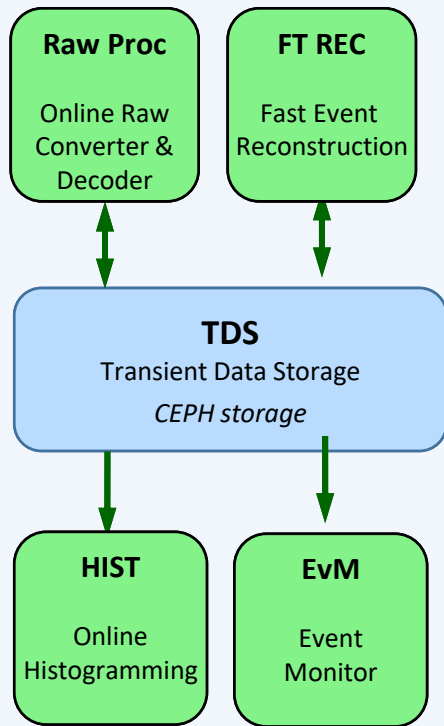 Raw Proc
Online Raw
Converter &
Decoder
FT REC
Fast Event
Reconstruction
TDS
Transient Data Storage
CEPH storage
HIST
Online
Histogramming
EvM
Event
Monitor